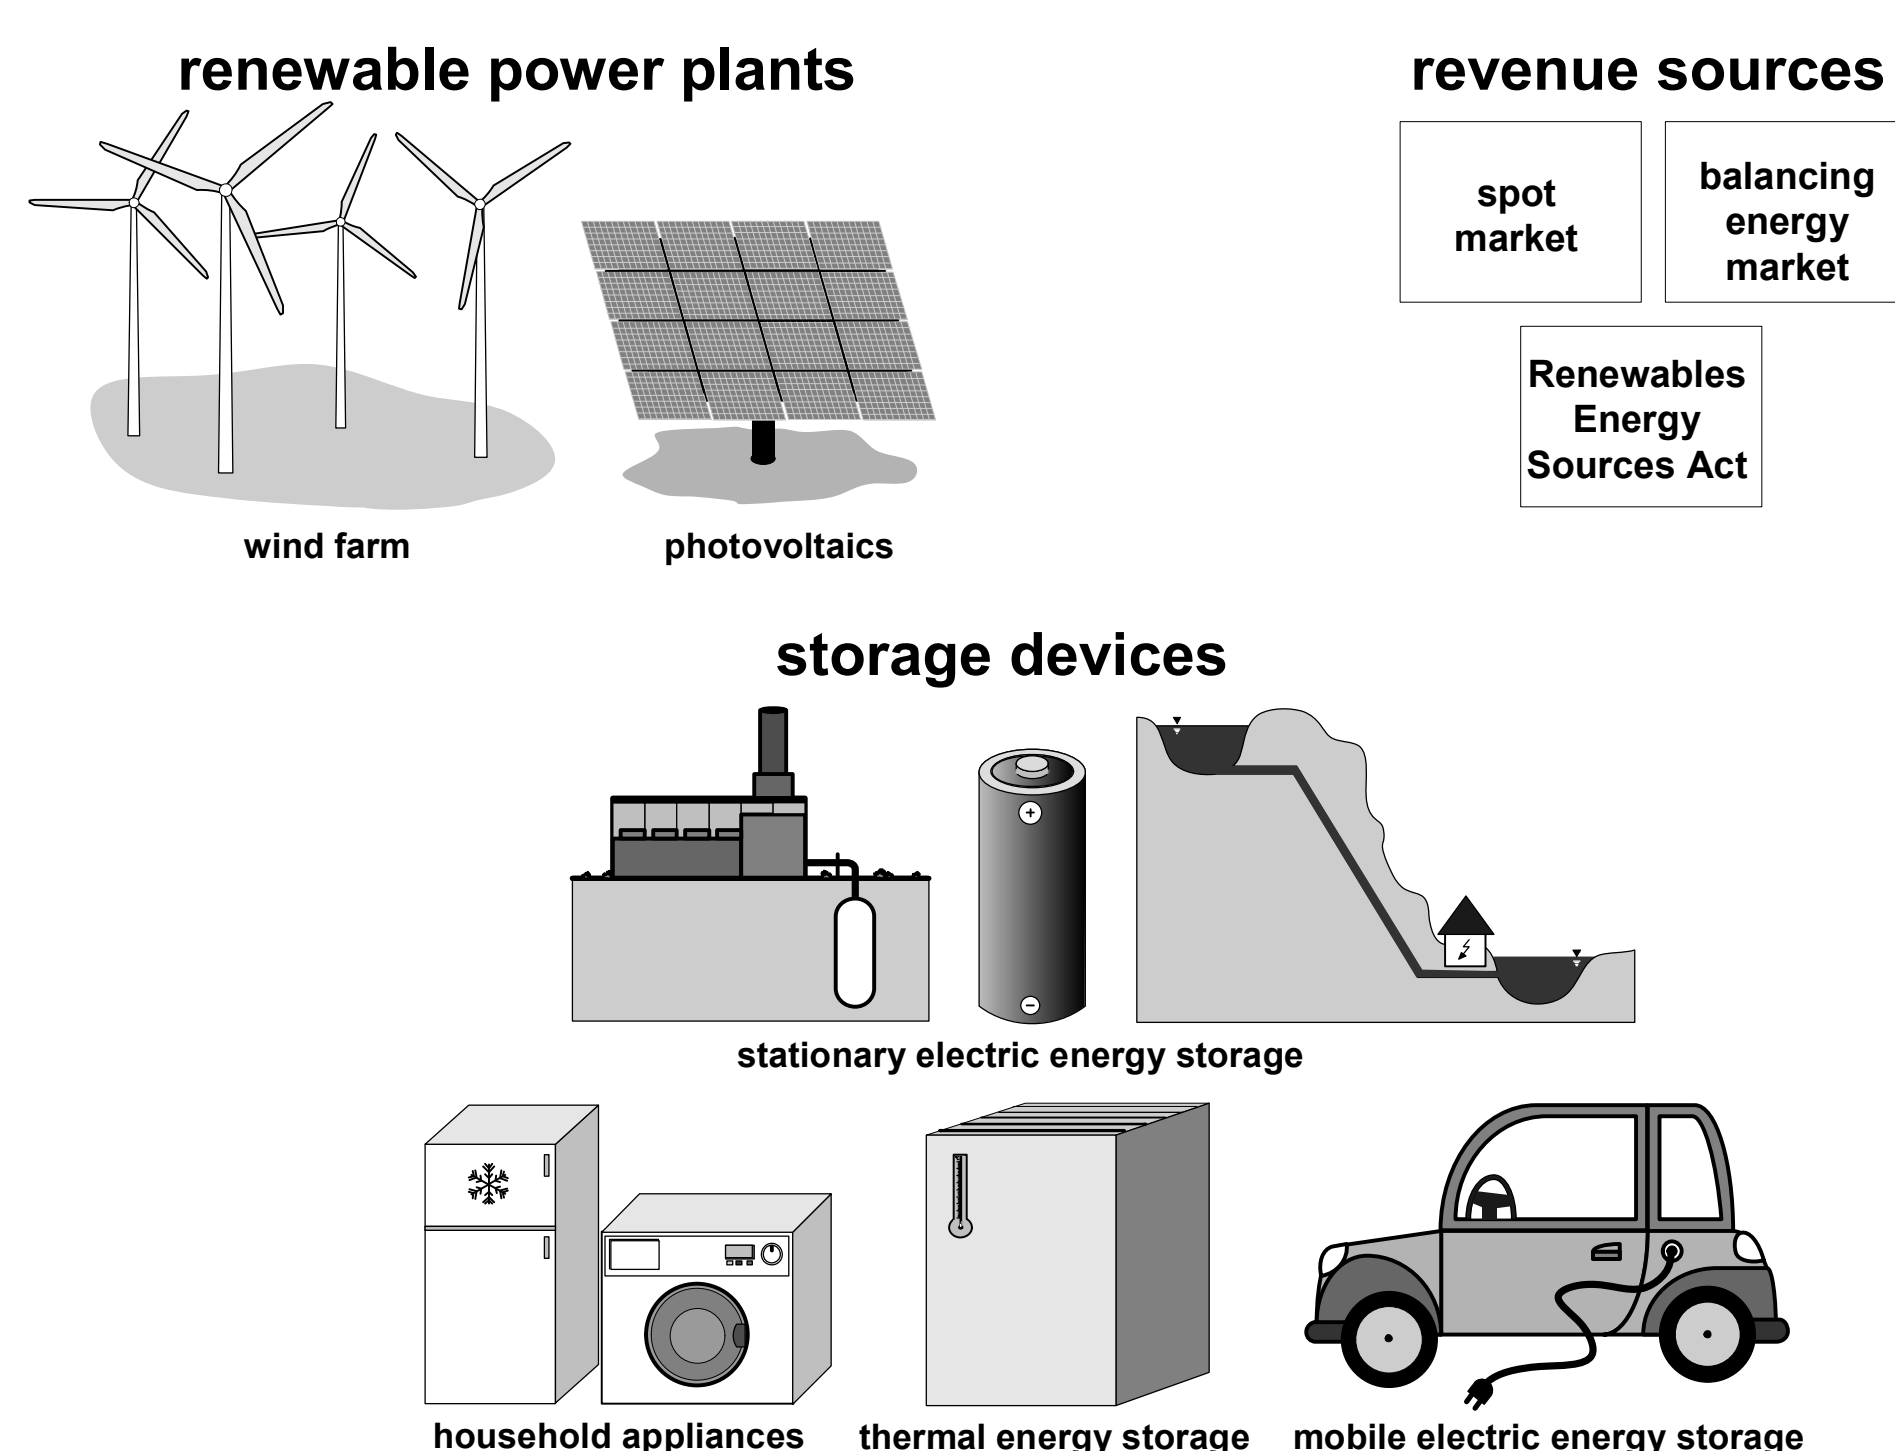 renewable power plants
revenue sources
spot
market
balancing
energy
market
Renewables
Energy
Sources Act
wind farm
photovoltaics
storage devices
+
−
stationary electric energy storage
household appliances
thermal energy storage
mobile electric energy storage